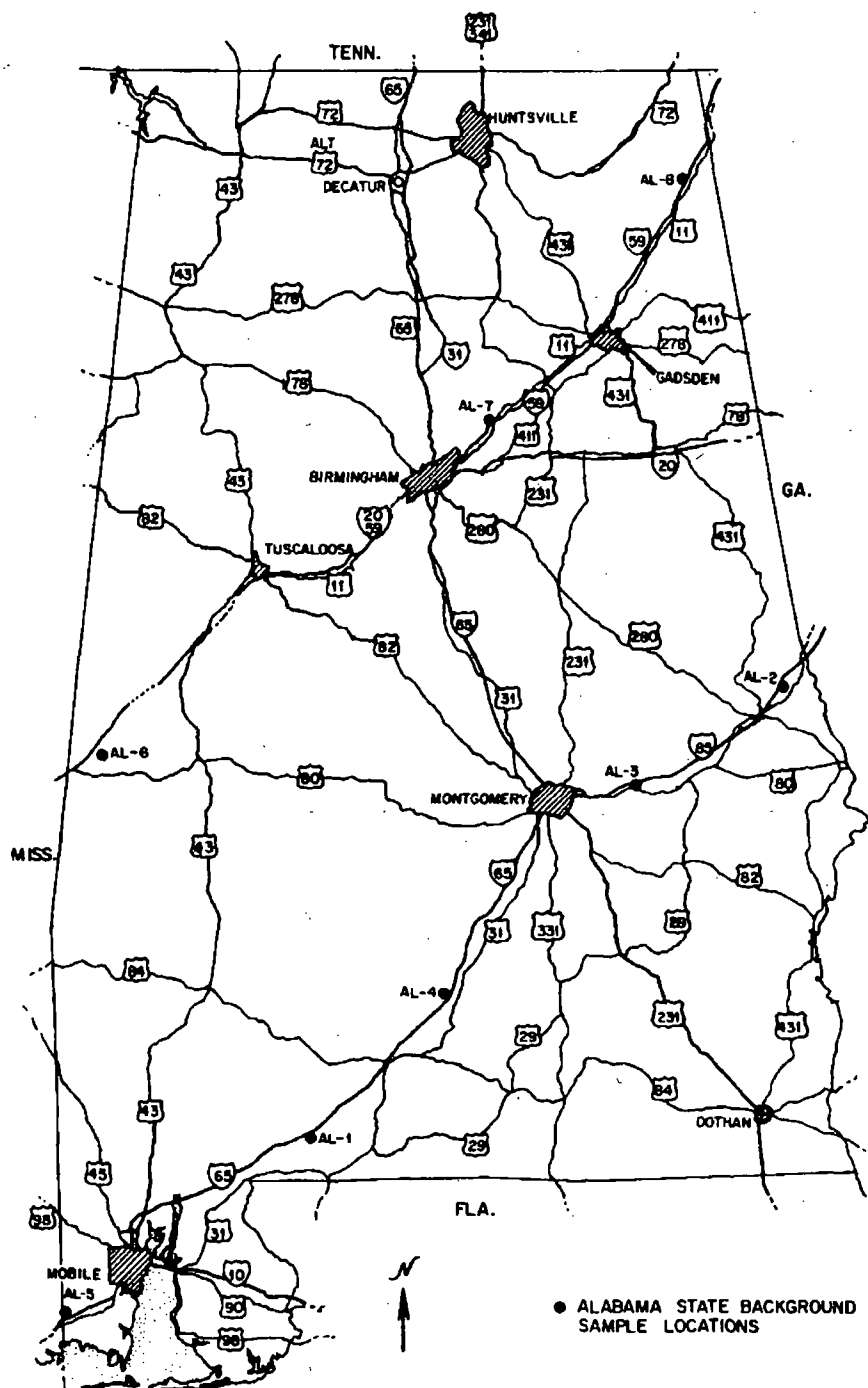 231
TENN.
65
HUNTSVILLE
72
72
ALT
72
DECATUR
43
AL-8
43
431
59
11
278
65
31
11
411
278
GADSDEN
78
AL-7
59
411
431
78
BIRMINGHAM
20
43
231
GA.
82
20
59
280
TUSCALOOSA
11
431
65
82
231
280
31
AL-2
AL-6
85
80
MONTGOMERY
AL-3
80
MISS.
43
65
82
31
331
29
84
AL-4
231
431
29
84
43
DOTHAN
AL-1
29
45
65
98
31
FLA.
MOBILE
10
AL-5
90
98
N
ALABAMA STATE BACKGROUND
SAMPLE LOCATIONS